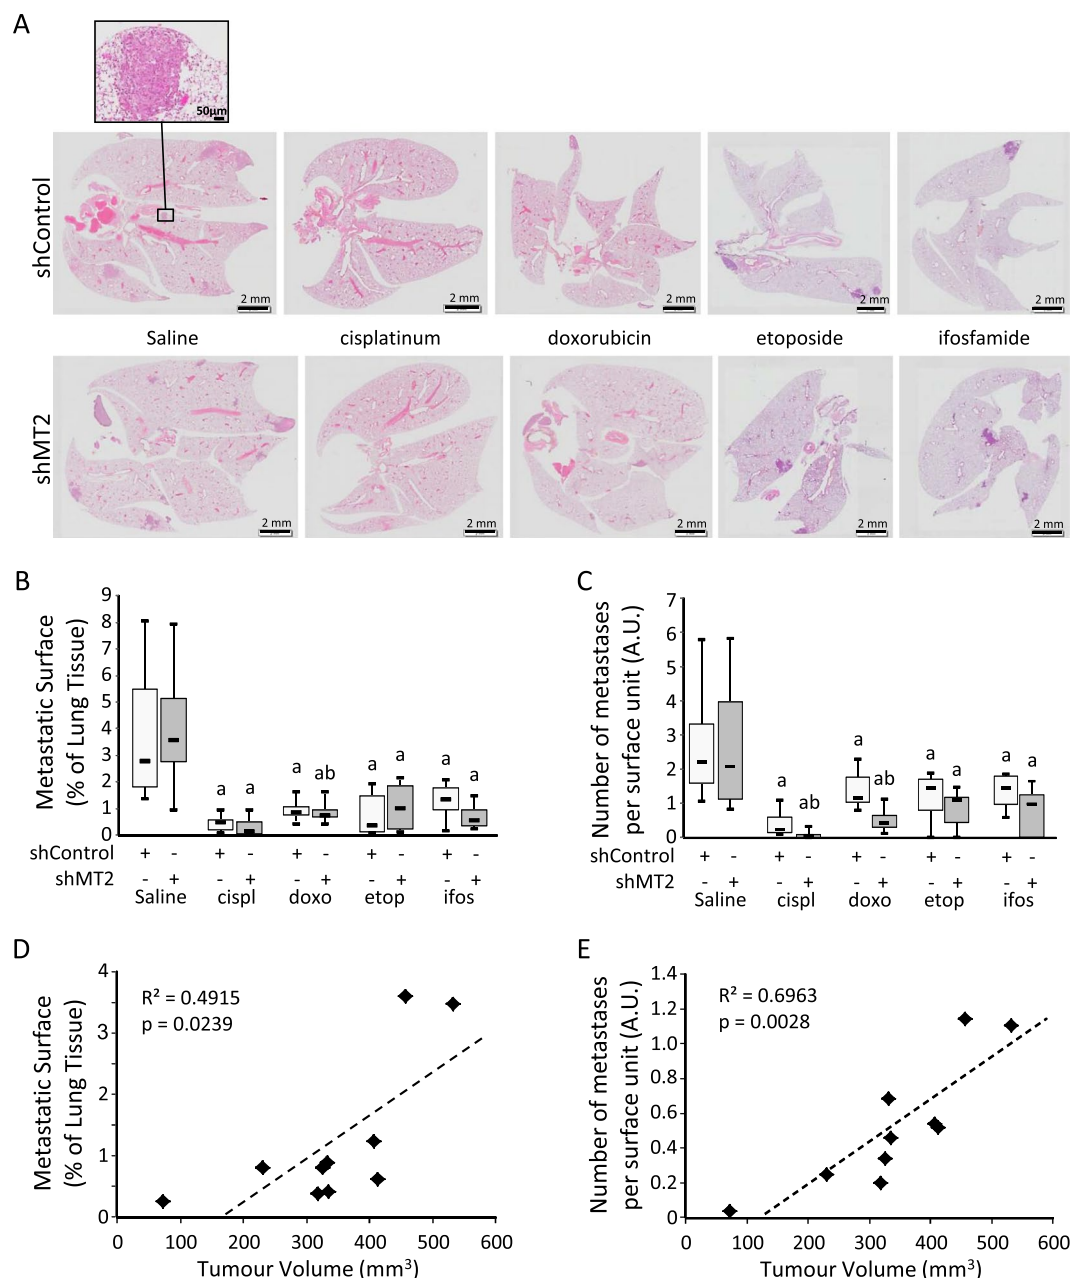 A
50µm
shControl
2 mm
2 mm
2 mm
2 mm
2 mm
Saline
cisplatinum
doxorubicin
etoposide
ifosfamide
shMT2
2 mm
2 mm
2 mm
2 mm
2 mm
B
Metastatic Surface
(% of Lung Tissue)
9
8
7
6
5
4
3
2
1
0
a
a
a
ab
a
a
a
a
shControl + - + - + - + - + -
shMT2 - + - + - + - + - +
Saline cispl doxo etop ifos
C
Number of metastases
per surface unit (A.U.)
7
6
5
4
3
2
1
0
a
ab
a
ab
a
a
a
a
shControl + - + - + - + - + -
shMT2 - + - + - + - + - +
Saline cispl doxo etop ifos
D
Metastatic Surface
(% of Lung Tissue)
4
3
2
1
0
R² = 0.4915
p = 0.0239
0 100 200 300 400 500 600
Tumour Volume (mm³)
E
Number of metastases
per surface unit (A.U.)
1.4
1.2
1.0
0.8
0.6
0.4
0.2
0
R² = 0.6963
p = 0.0028
0 100 200 300 400 500 600
Tumour Volume (mm³)